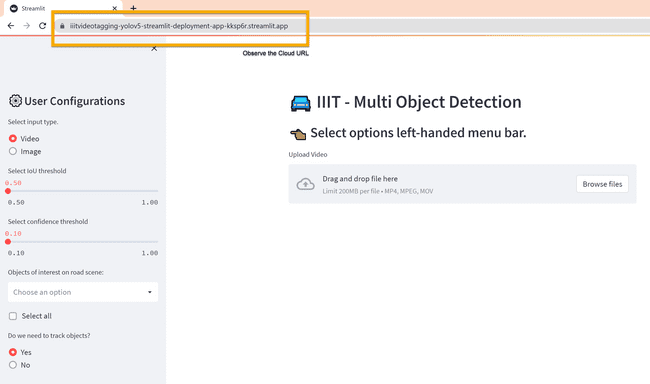 Streamlit
iiitvideotagging-yolov5-streamlit-deployment-app-kksp6r.streamlit.app
Observe the Cloud URL
User Configurations
Select input type.
Video
Image
Select IoU threshold
0.50
0.50 1.00
Select confidence threshold
0.10
0.10 1.00
Objects of interest on road scene:
Choose an option
Select all
Do we need to track objects?
Yes
No
IIIT - Multi Object Detection
Select options left-handed menu bar.
Upload Video
Drag and drop file here
Limit 200MB per file • MP4, MPEG, MOV
Browse files